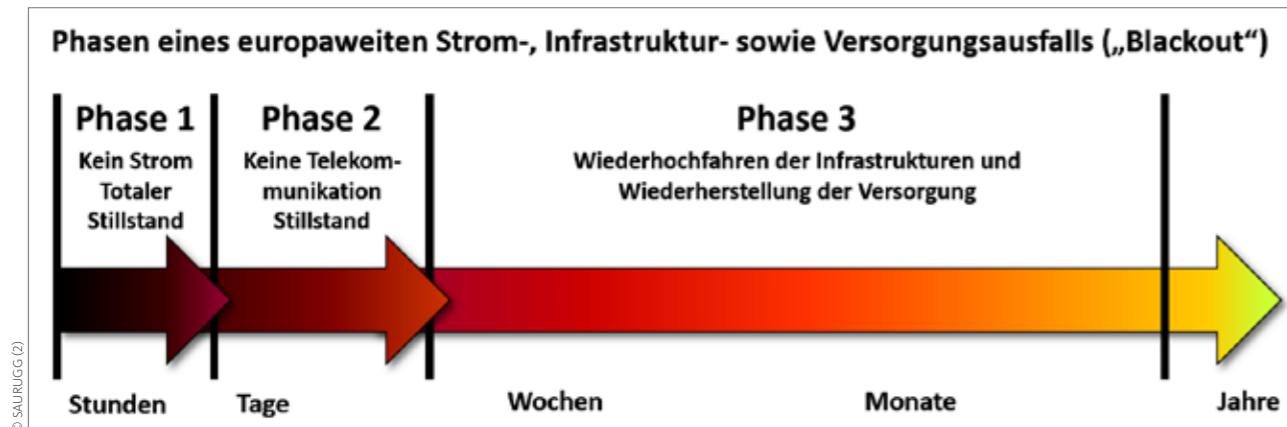 Phasen eines europaweiten Strom-, Infrastruktur- sowie Versorgungsausfalls („Blackout“)
Phase 1
Kein Strom
Totaler
Stillstand
Phase 2
Keine Telekom-
munikation
Stillstand
Phase 3
Wiederhochfahren der Infrastrukturen und
Wiederherstellung der Versorgung
Stunden
Tage
Wochen
Monate
Jahre
© SAURUGG (2)